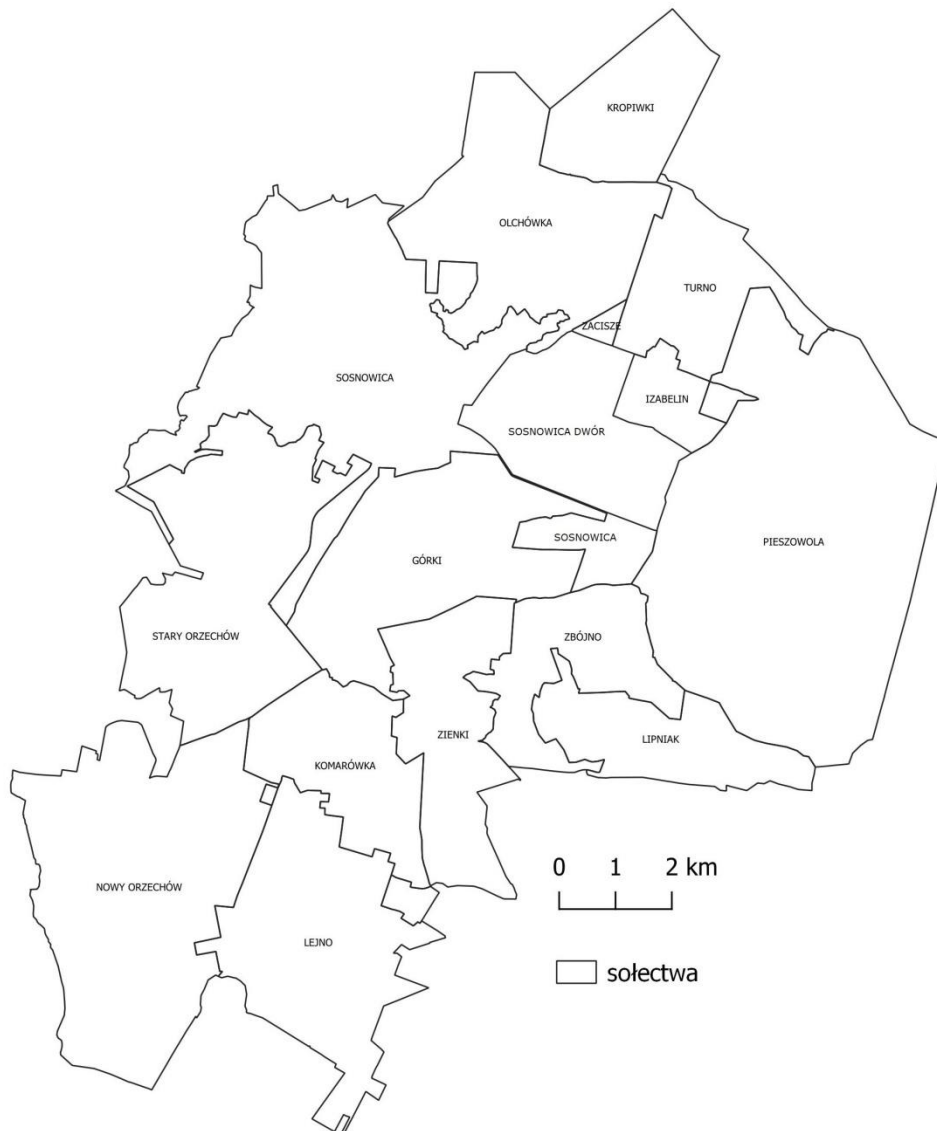 KROPIWKI
OLCHÓWKA
TURNO
ZACISZE
SOSNOWICA
IZABELIN
SOSNOWICA DWÓR
SOSNOWICA
PIESZOWOLA
GÓRKI
STARY ORZECHÓW
ZBÓJNO
ZIENKI
LIPNIAK
KOMARÓWKA
NOWY ORZECHÓW
LEJNO
0 1 2 km
sołectwa